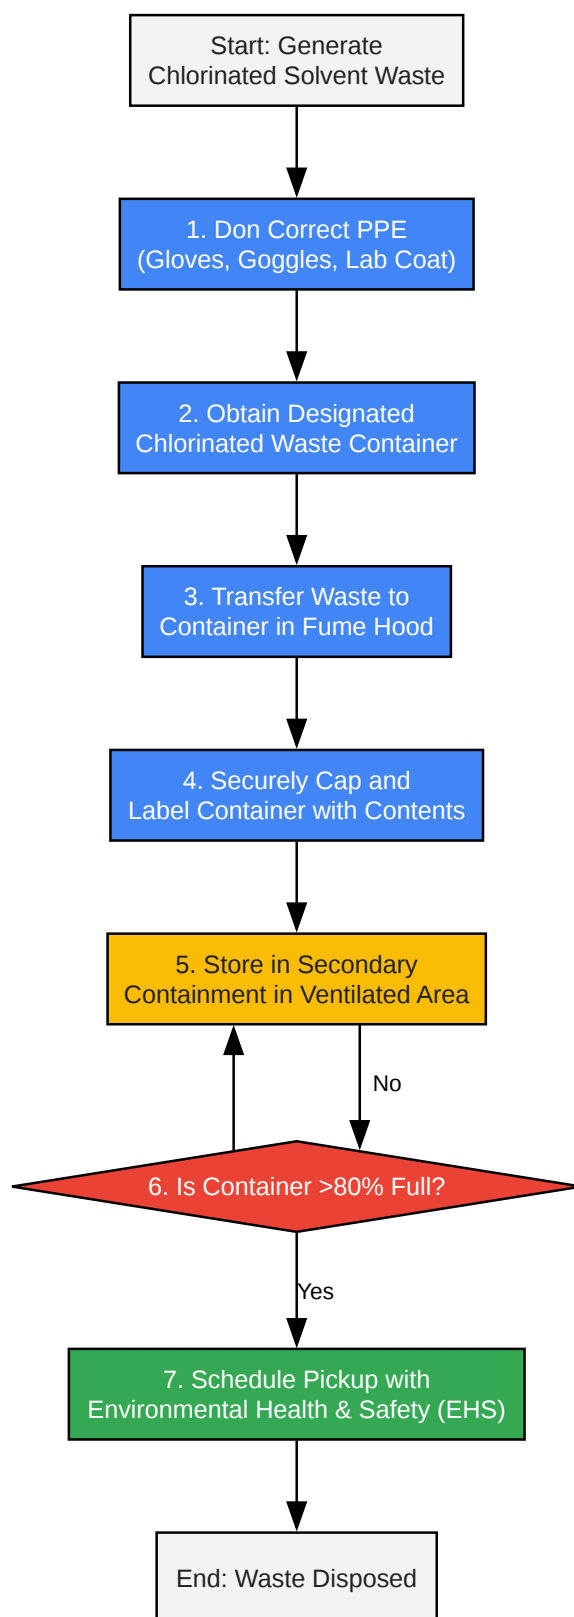 Start: Generate
Chlorinated Solvent Waste
1. Don Correct PPE
(Gloves, Goggles, Lab Coat)
2. Obtain Designated
Chlorinated Waste Container
3. Transfer Waste to
Container in Fume Hood
4. Securely Cap and
Label Container with Contents
5. Store in Secondary
Containment in Ventilated Area
No
6. Is Container >80% Full?
Yes
7. Schedule Pickup with
Environmental Health & Safety (EHS)
End: Waste Disposed